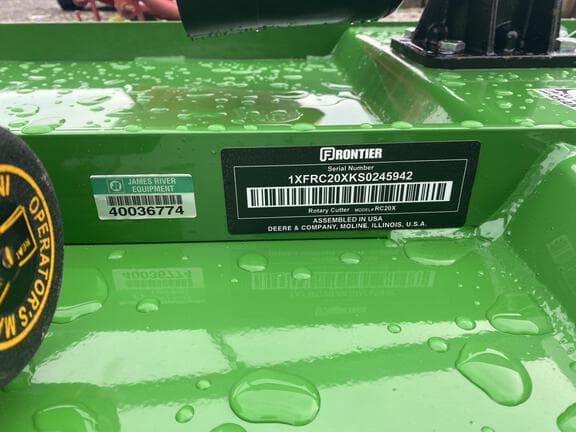 FRONTIER
Serial Number
1XFRC20XKS0245942
Rotary Cutter MODEL# RC20X
ASSEMBLED IN USA
DEERE & COMPANY, MOLINE, ILLINOIS, U.S.A.
JAMES RIVER
EQUIPMENT
40036774
OPERATOR'S